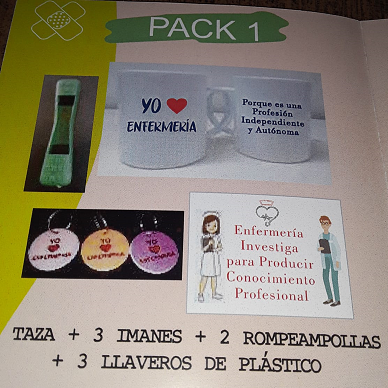 PACK 1
YO
ENFERMERÍA
Porque es una
Profesión
Independiente
y Autónoma
YO
ENFERMERÍA
YO
ENFERMERÍA
YO
ENFERMERÍA
Enfermería
Investiga
para Producir
Conocimiento
Profesional
TAZA + 3 IMANES + 2 ROMPEAMPOLLAS
+ 3 LLAVEROS DE PLÁSTICO